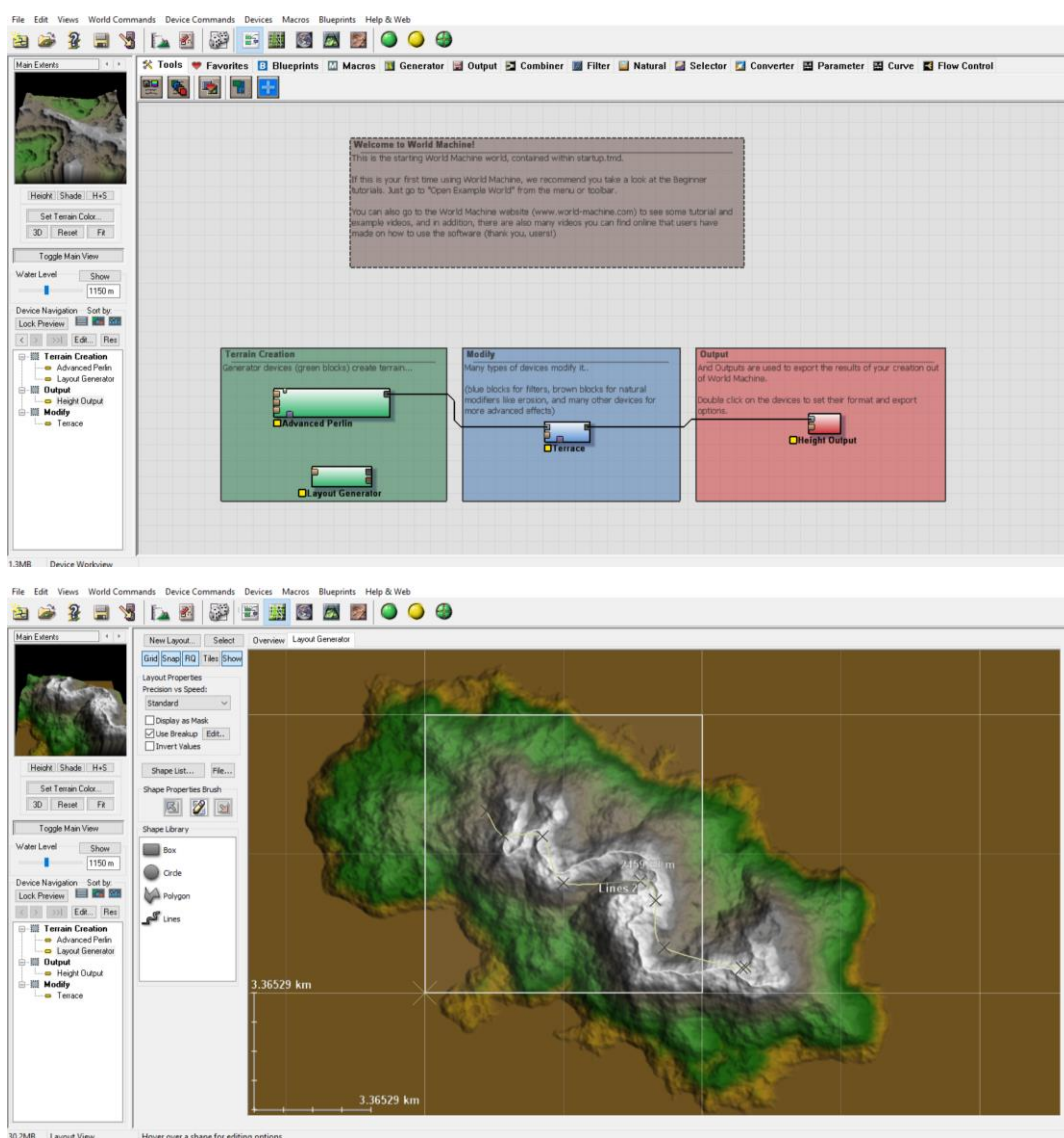 File Edit Views World Commands Device Commands Devices Macros Blueprints Help & Web
Main Extents
Tools Favorites Blueprints Macros Generator Output Combiner Filter Natural Selector Converter Parameter Curve Flow Control
Height Shade H+S
Set Terrain Color...
3D Reset Fit
Toggle Main View
Water Level Show
1150 m
Device Navigation Sort by:
Lock Preview
Edit... Res
Terrain Creation
Advanced Perlin
Layout Generator
Output
Height Output
Modify
Terrace
Welcome to World Machine!
This is the starting World Machine world, contained within startup.tmd.
If this is your first time using World Machine, we recommend you take a look at the Beginner
tutorials. Just go to "Open Example World" from the menu or toolbar.
You can also go to the World Machine website (www.world-machine.com) to see some tutorial and
example videos, and in addition, there are also many videos you can find online that users have
made on how to use the software (thank you, users!)
Terrain Creation
Generator devices (green blocks) create terrain...
Advanced Perlin
Layout Generator
Modify
Many types of devices modify it..
(blue blocks for filters, brown blocks for natural
modifiers like erosion, and many other devices for
more advanced effects)
Terrace
Output
And Outputs are used to export the results of your creation out
of World Machine.
Double click on the devices to set their format and export
options.
Height Output
1.3MB Device Workview
File Edit Views World Commands Device Commands Devices Macros Blueprints Help & Web
Main Extents
Height Shade H+S
Set Terrain Color...
3D Reset Fit
Toggle Main View
Water Level Show
1150 m
Device Navigation Sort by:
Lock Preview
Edit... Res
Terrain Creation
Advanced Perlin
Layout Generator
Output
Height Output
Modify
Terrace
New Layout... Select
Overview Layout Generator
Grid Snap RQ Tiles Show
Layout Properties
Precision vs Speed:
Standard
Display as Mask
Use Breakup Edit...
Invert Values
Shape List... File...
Shape Properties Brush
Shape Library
Box
Circle
Polygon
Lines
Lines
3.36529 km
3.36529 km
30.2MB Layout View Hover over a shape for editing options